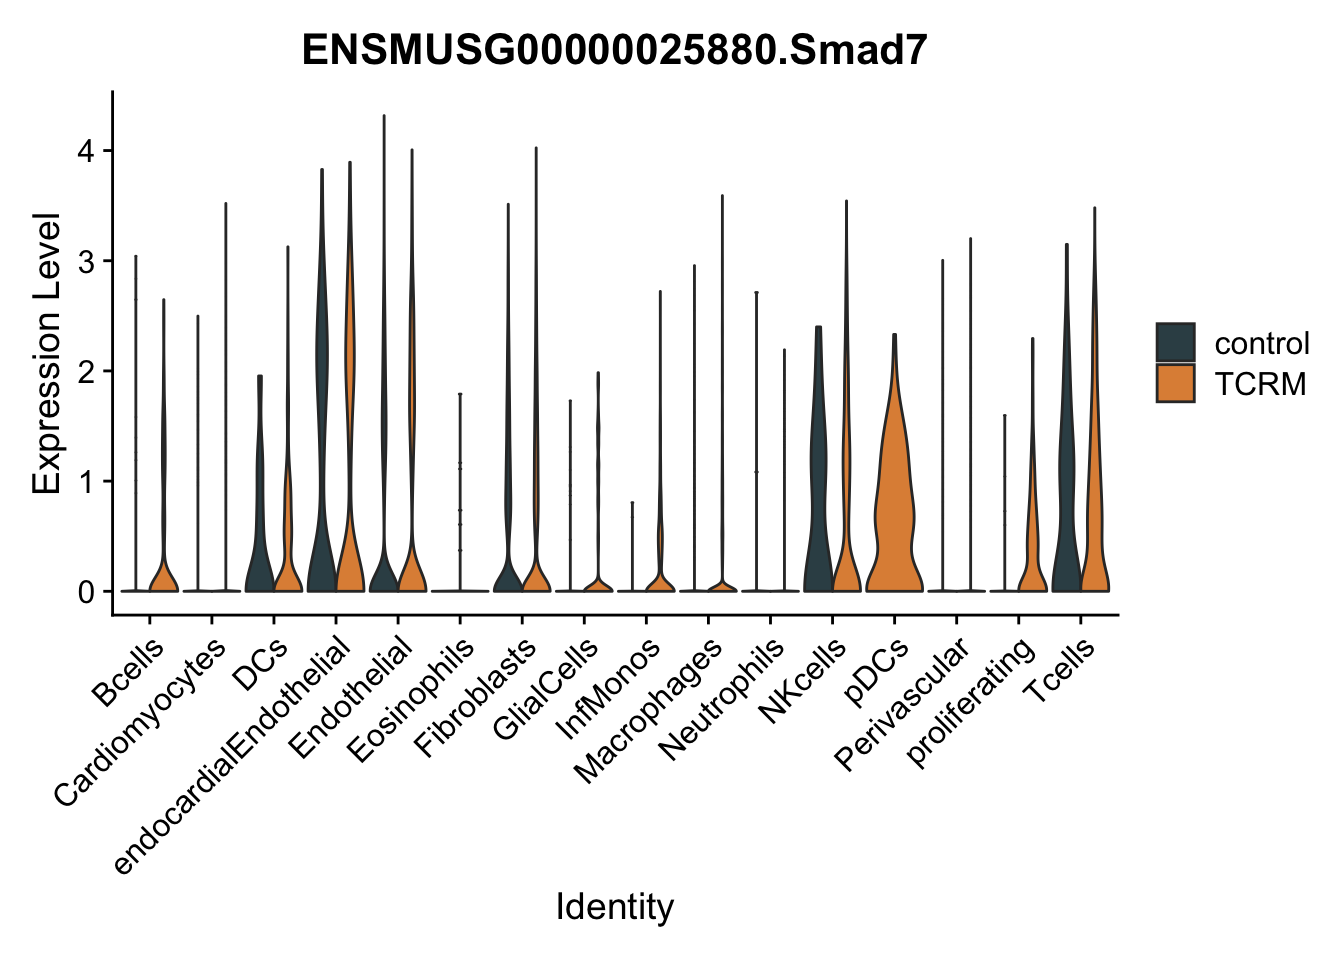 ENSMUSG00000025880.Smad7
Expression Level
4
3
2
1
0
Bcells
Cardiomyocytes
DCs
endocardialEndothelial
Endothelial
Eosinophils
Fibroblasts
GlialCells
InfMonos
Macrophages
Neutrophils
NKcells
pDCs
Perivascular
proliferating
Tcells
Identity
control
TCRM